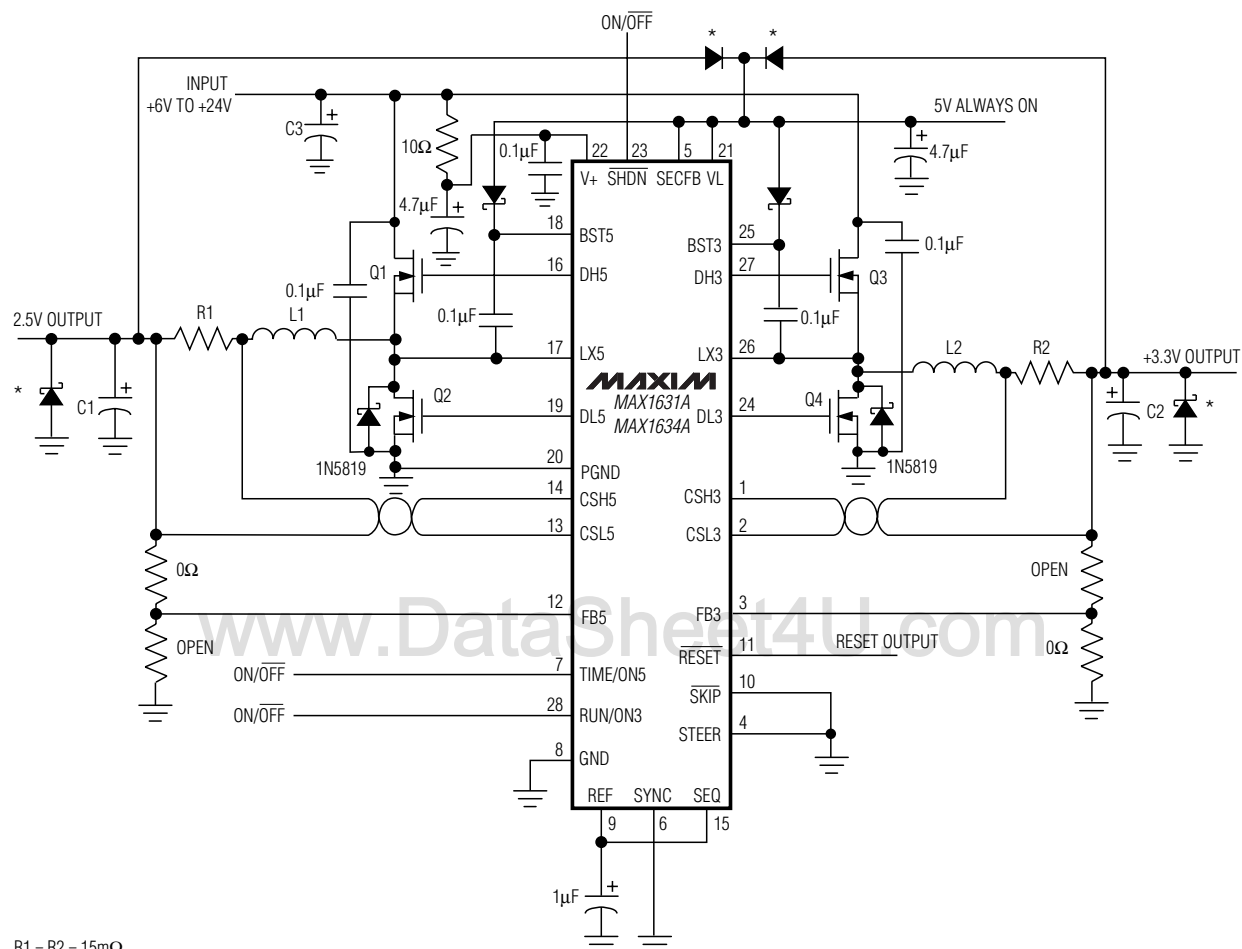 ON/OFF
* *
INPUT
+6V TO +24V
5V ALWAYS ON
C3
10Ω
0.1μF
22 23 5 21
4.7μF
V+ SHDN SECFB VL
4.7μF
18 BST5
BST3 25
0.1μF
16 DH5
DH3 27
Q1
Q3
0.1μF
0.1μF
0.1μF
2.5V OUTPUT
R1 L1
17 LX5
LX3 26
L2 R2
+3.3V OUTPUT
MAXIM
MAX1631A
MAX1634A
* C1
Q2
19 DL5
DL3 24
Q4
C2 *
1N5819
1N5819
20 PGND
14 CSH5
CSH3 1
13 CSL5
CSL3 2
0Ω
OPEN
12 FB5
FB3 3
www.DataSheet4U.com
OPEN
0Ω
RESET 11 RESET OUTPUT
ON/OFF 7 TIME/ON5
SKIP 10
ON/OFF 28 RUN/ON3
STEER 4
8 GND
REF SYNC SEQ
9 6 15
1μF
R1 – R2 – 15mΩ